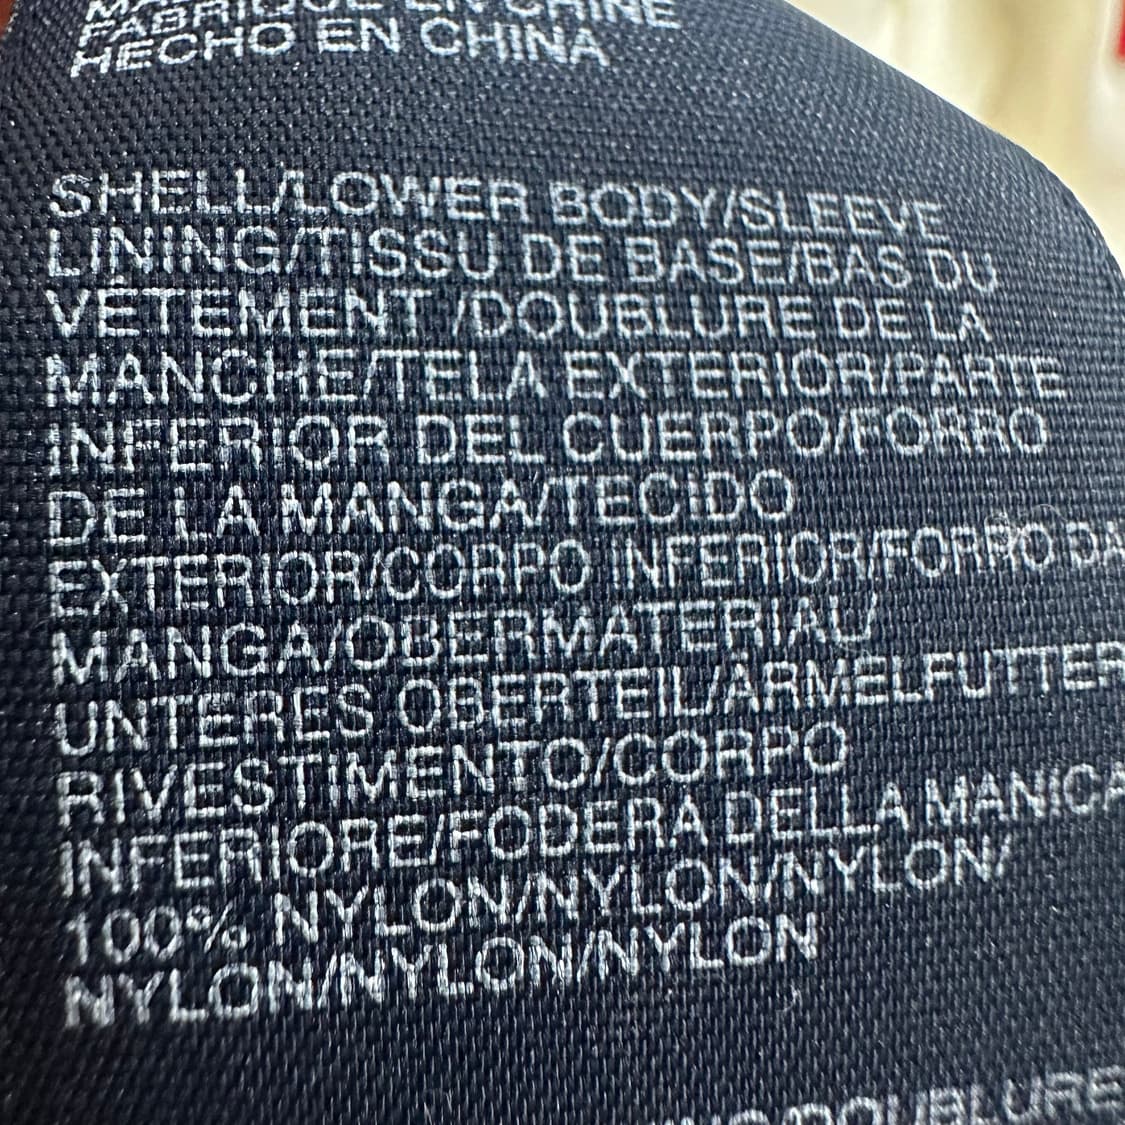 FABRIQUÉ EN CHINE
HECHO EN CHINA
SHELL/LOWER BODY/SLEEVE
LINING/TISSU DE BASE/BAS DU
VÊTEMENT /DOUBLURE DE LA
MANCHE/TELA EXTERIOR/PARTE
INFERIOR DEL CUERPO/FORRO
DE LA MANGA/TECIDO
EXTERIOR/CORPO INFERIOR/FORRO DA
MANGA/OBERMATERIAL/
UNTERES OBERTEIL/ARMELFUTTER
RIVESTIMENTO/CORPO
INFERIORE/FODERA DELLA MANICA
100% NYLON/NYLON/NYLON/
NYLON/NYLON/NYLON
/DOUBLURE